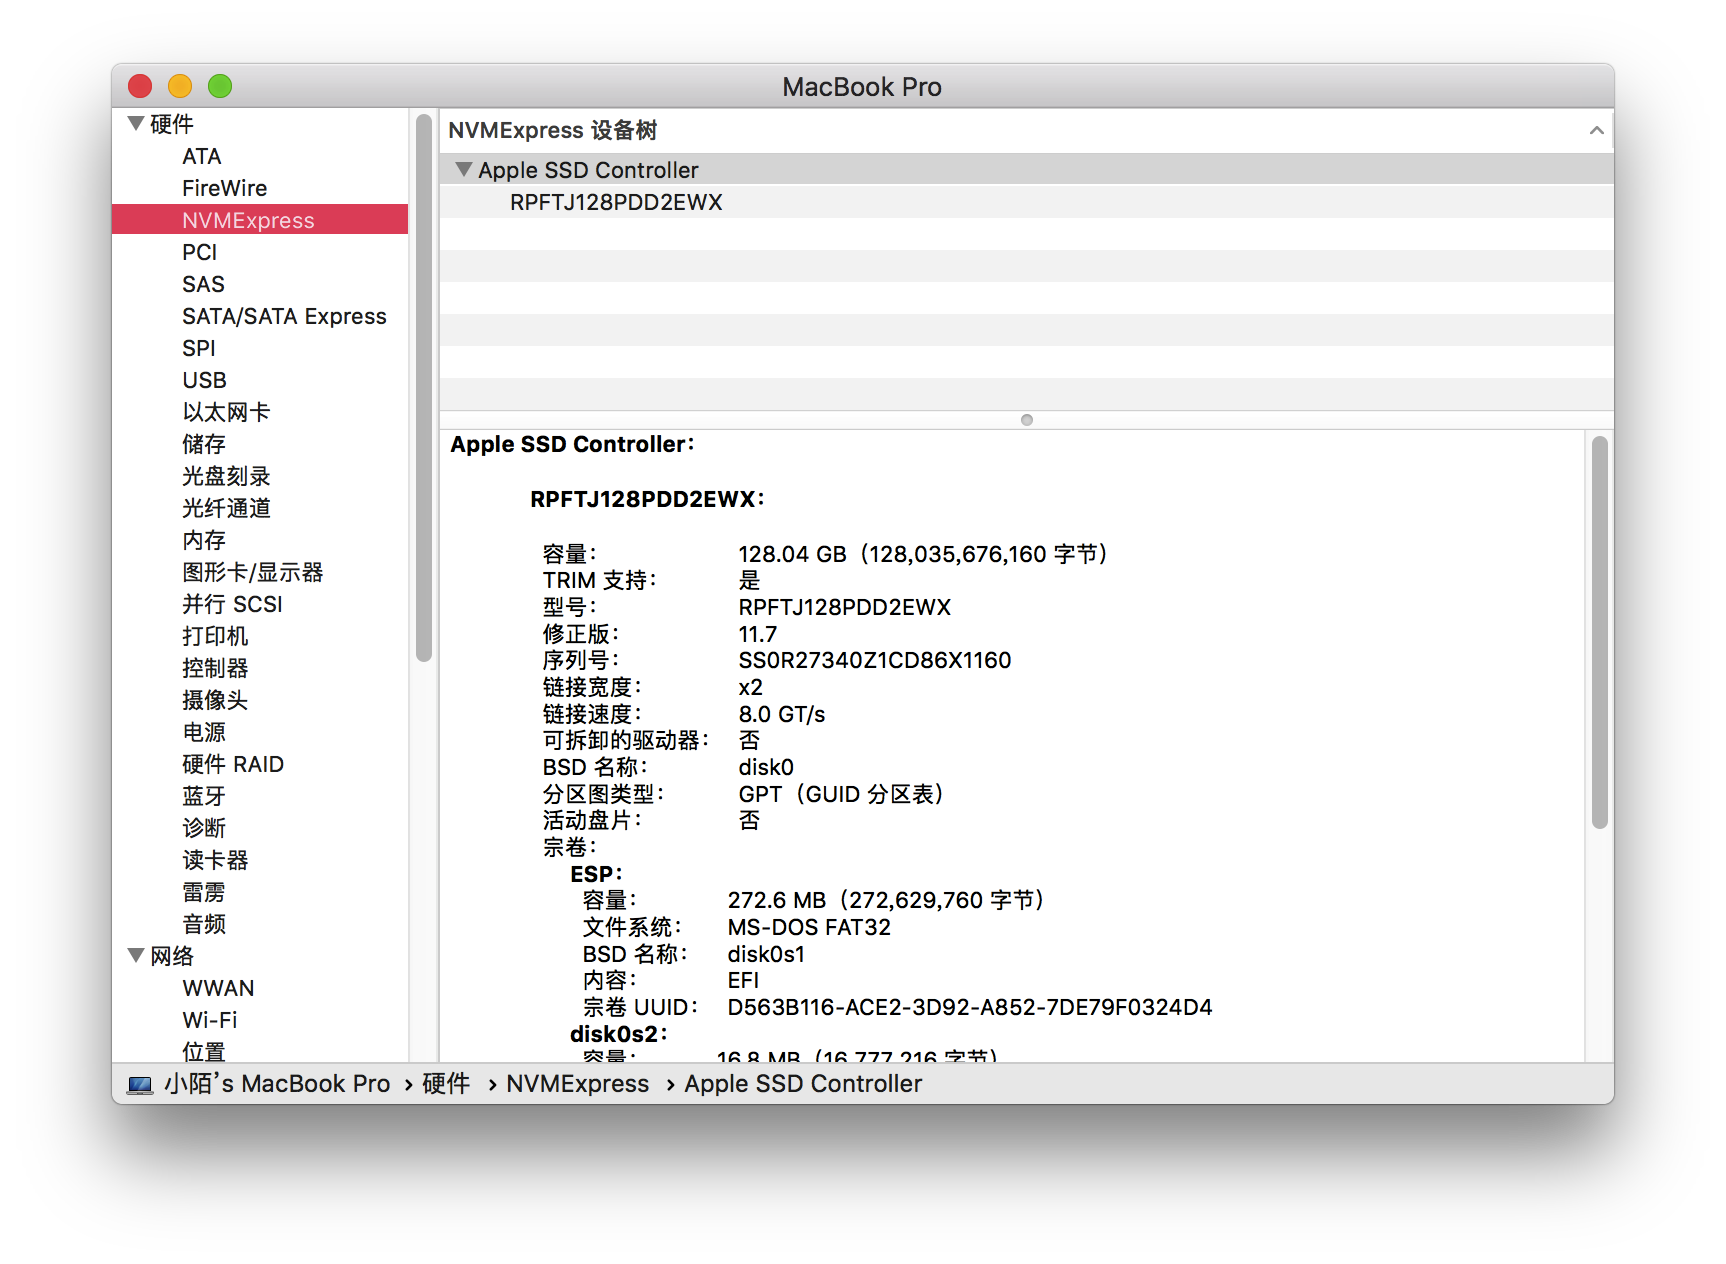 MacBook Pro
硬件
ATA
FireWire
NVMExpress
PCI
SAS
SATA/SATA Express
SPI
USB
以太网卡
储存
光盘刻录
光纤通道
内存
图形卡/显示器
并行 SCSI
打印机
控制器
摄像头
电源
硬件 RAID
蓝牙
诊断
读卡器
雷雳
音频
网络
WWAN
Wi-Fi
位置
NVMExpress 设备树
Apple SSD Controller
RPFTJ128PDD2EWX
Apple SSD Controller：
RPFTJ128PDD2EWX：
容量： 128.04 GB（128,035,676,160 字节）
TRIM 支持： 是
型号： RPFTJ128PDD2EWX
修正版： 11.7
序列号： SS0R27340Z1CD86X1160
链接宽度： x2
链接速度： 8.0 GT/s
可拆卸的驱动器： 否
BSD 名称： disk0
分区图类型： GPT（GUID 分区表）
活动盘片： 否
宗卷：
ESP：
容量： 272.6 MB（272,629,760 字节）
文件系统： MS-DOS FAT32
BSD 名称： disk0s1
内容： EFI
宗卷 UUID： D563B116-ACE2-3D92-A852-7DE79F0324D4
disk0s2：
容量： 16.8 MB（16,777,216 字节）
小陌’s MacBook Pro › 硬件 › NVMExpress › Apple SSD Controller